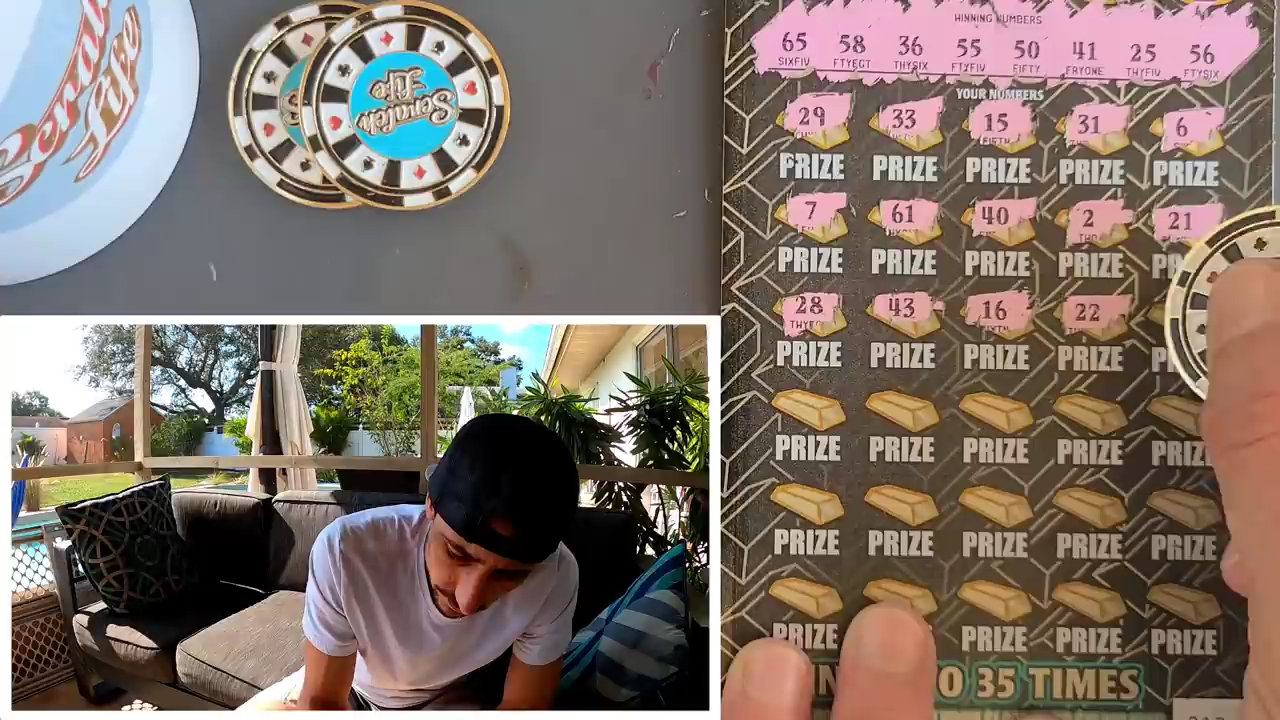 Scratch Life
Scratch Life
WINNING NUMBERS
65 58 36 55 50 41 25 56
SIXFIV FTYEGT THYSIX FTYFIV FIFTY FRYONE THYFIV FTYSIX
YOUR NUMBERS
29 33 15 31 6
PRIZE PRIZE PRIZE PRIZE PRIZE
7 61 40 2 21
PRIZE PRIZE PRIZE PRIZE
28 43 16 22
PRIZE PRIZE PRIZE PRIZE
PRIZE PRIZE PRIZE PRIZE
PRIZE PRIZE PRIZE PRIZE PRIZE
PRIZE PRIZE PRIZE PRIZE
35 TIMES